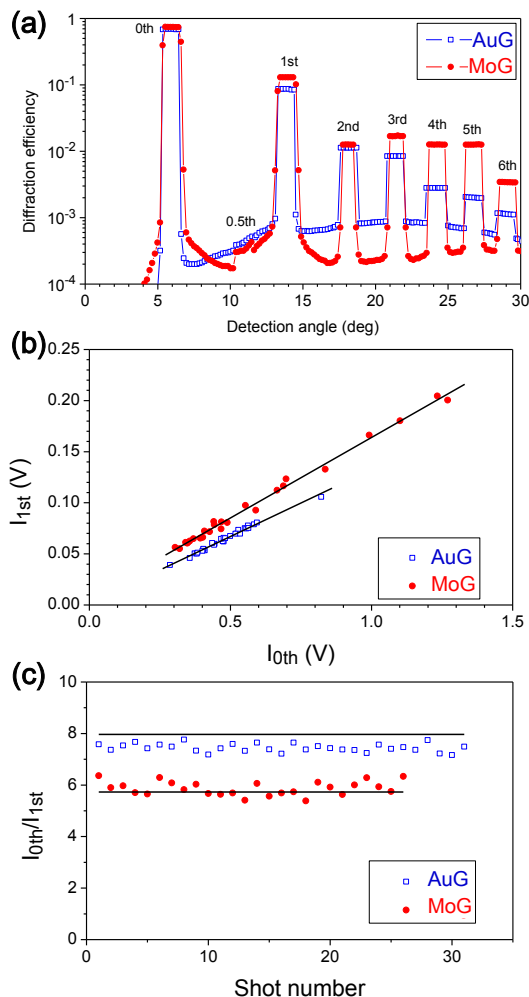 (a)
1
10⁻¹
10⁻²
10⁻³
10⁻⁴
Diffraction efficiency
0th
0.5th
1st
2nd
3rd
4th
5th
6th
AuG
MoG
0 5 10 15 20 25 30
Detection angle (deg)
(b)
0.25
0.20
0.15
0.10
0.05
0.00
I1st (V)
AuG
MoG
0.0 0.5 1.0 1.5
I0th (V)
(c)
10
8
6
4
2
0
I0th/I1st
AuG
MoG
0 10 20 30
Shot number